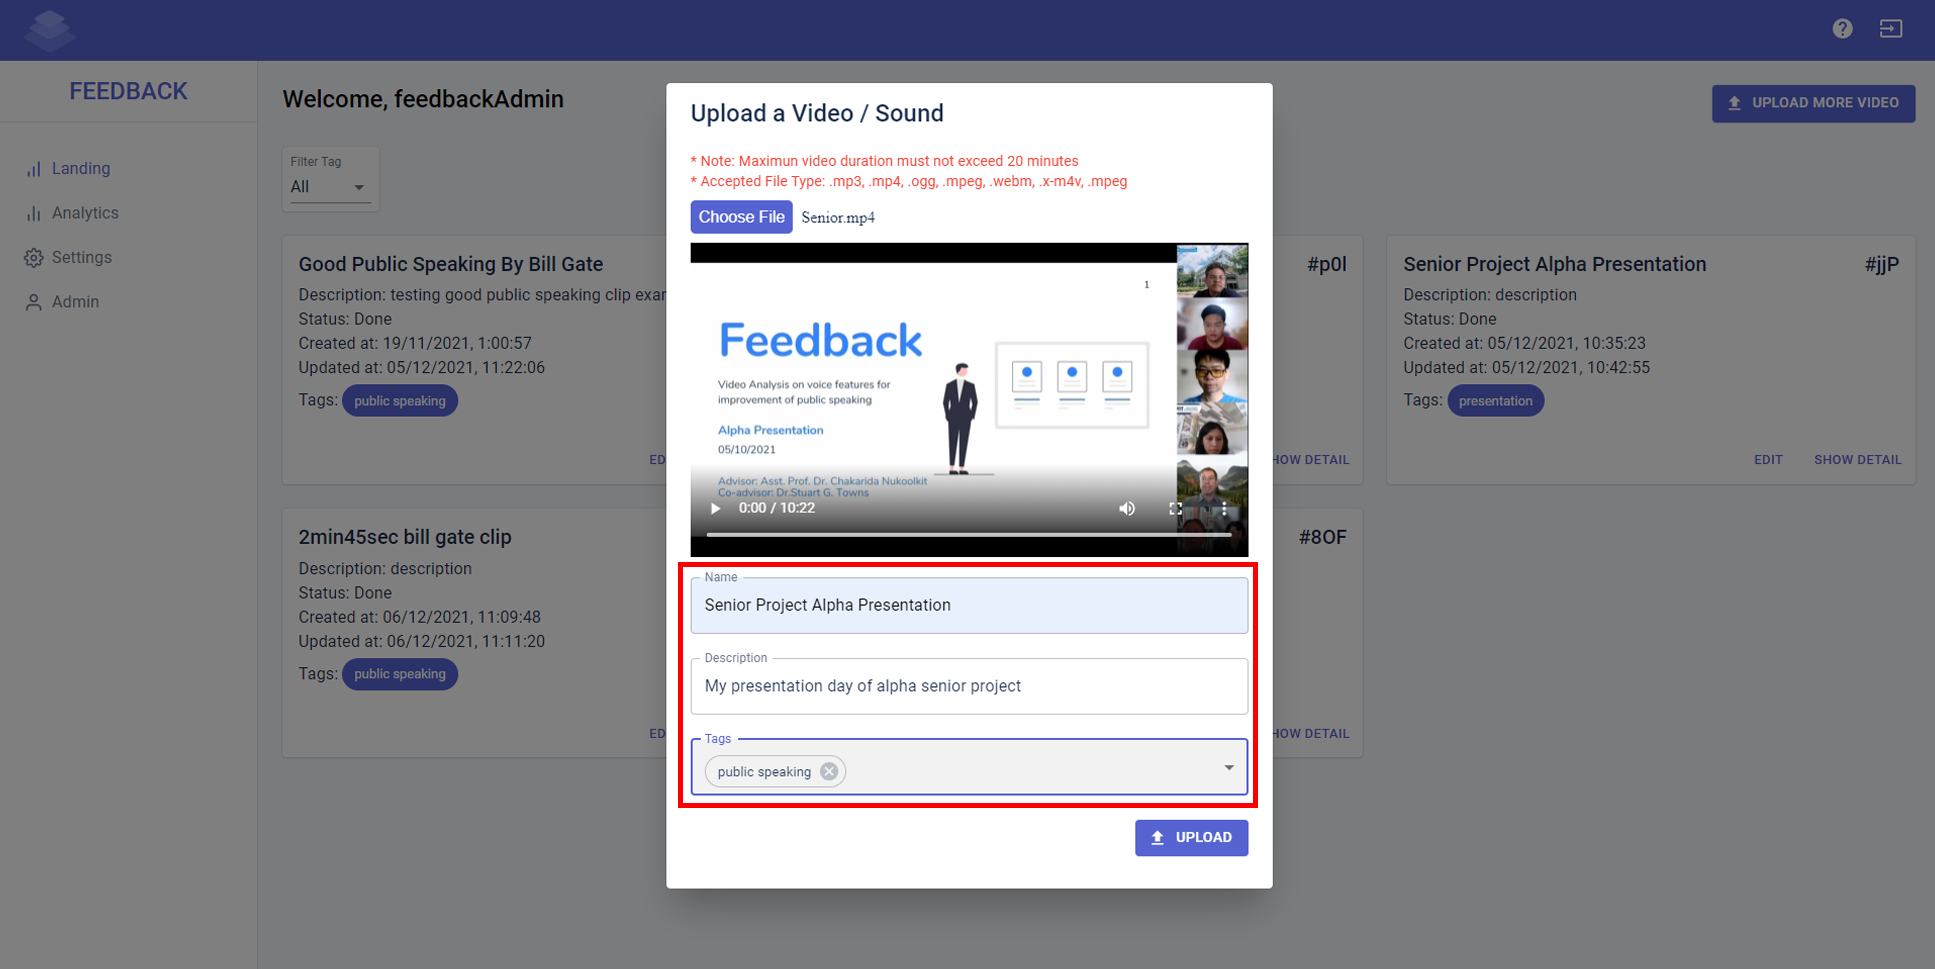 FEEDBACK
Landing
Analytics
Settings
Admin
Welcome, feedbackAdmin
UPLOAD MORE VIDEO
Filter Tag
All
Good Public Speaking By Bill Gate
Description: testing good public speaking clip exa
Status: Done
Created at: 19/11/2021, 1:00:57
Updated at: 05/12/2021, 11:22:06
Tags: public speaking
ED
#p0l
HOW DETAIL
Senior Project Alpha Presentation #jjP
Description: description
Status: Done
Created at: 05/12/2021, 10:35:23
Updated at: 05/12/2021, 10:42:55
Tags: presentation
EDIT SHOW DETAIL
2min45sec bill gate clip
Description: description
Status: Done
Created at: 06/12/2021, 11:09:48
Updated at: 06/12/2021, 11:11:20
Tags: public speaking
ED
#8OF
HOW DETAIL
Upload a Video / Sound
* Note: Maximun video duration must not exceed 20 minutes
* Accepted File Type: .mp3, .mp4, .ogg, .mpeg, .webm, .x-m4v, .mpeg
Choose File Senior.mp4
1
Feedback
Video Analysis on voice features for
improvement of public speaking
Alpha Presentation
05/10/2021
Advisor: Asst. Prof. Dr. Chakarida Nukoolkit
Co-advisor: Dr.Stuart G. Towns
0:00 / 10:22
Name
Senior Project Alpha Presentation
Description
My presentation day of alpha senior project
Tags
public speaking
UPLOAD